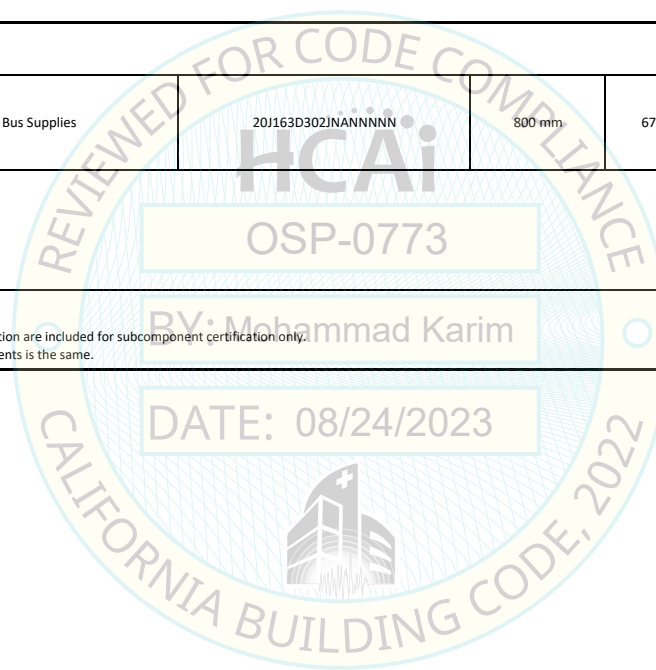 REVIEWED FOR CODE COMPLIANCE
Bus Supplies 20J163D302JNANNNNN 800 mm 67
HCAi
OSP-0773
BY: Mohammad Karim
tion are included for subcomponent certification only.
ents is the same.
DATE: 08/24/2023
CALIFORNIA BUILDING CODE, 2022